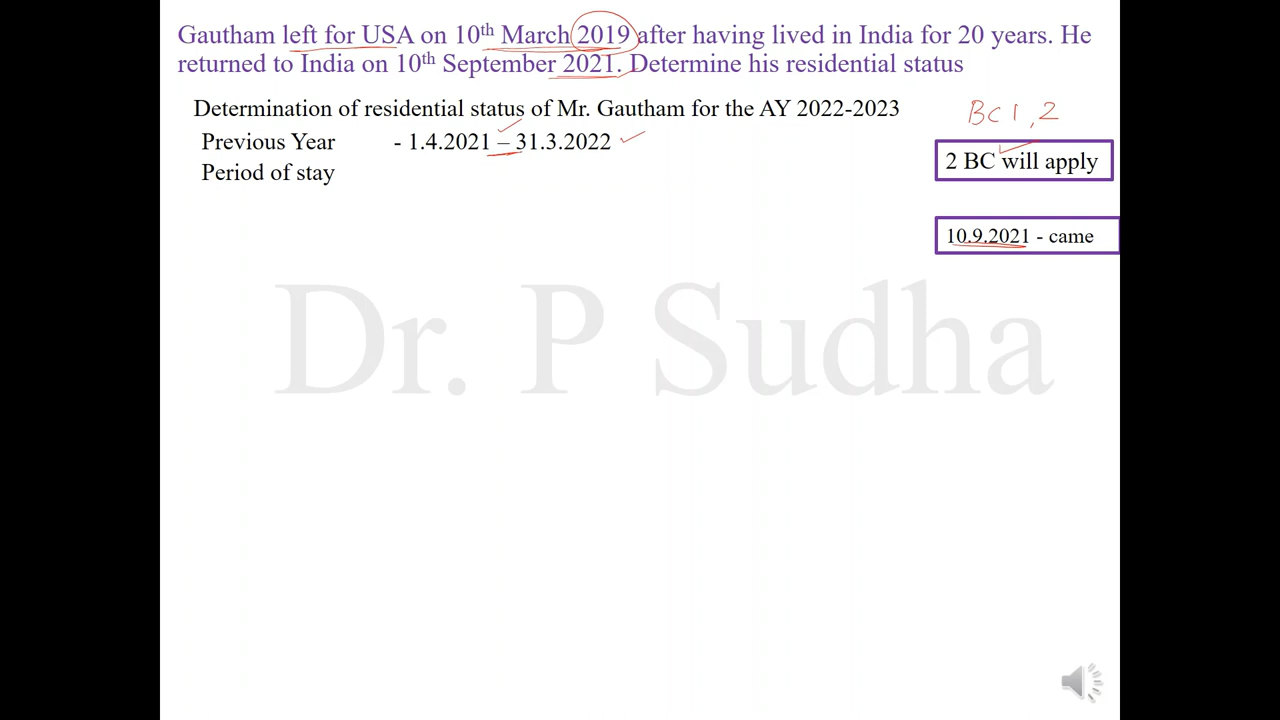 Gautham left for USA on 10th March 2019 after having lived in India for 20 years. He
returned to India on 10th September 2021. Determine his residential status
Determination of residential status of Mr. Gautham for the AY 2022-2023
BC 1, 2
Previous Year - 1.4.2021 – 31.3.2022
2 BC will apply
Period of stay
10.9.2021 - came
Dr. P Sudha